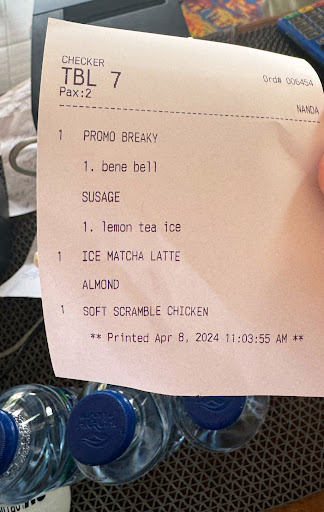 CHECKER
TBL 7
Ord# 006454
Pax:2
NANDA
1 PROMO BREAKY
1. bene bell
SUSAGE
1. lemon tea ice
1 ICE MATCHA LATTE
ALMOND
1 SOFT SCRAMBLE CHICKEN
** Printed Apr 8, 2024 11:03:55 AM **